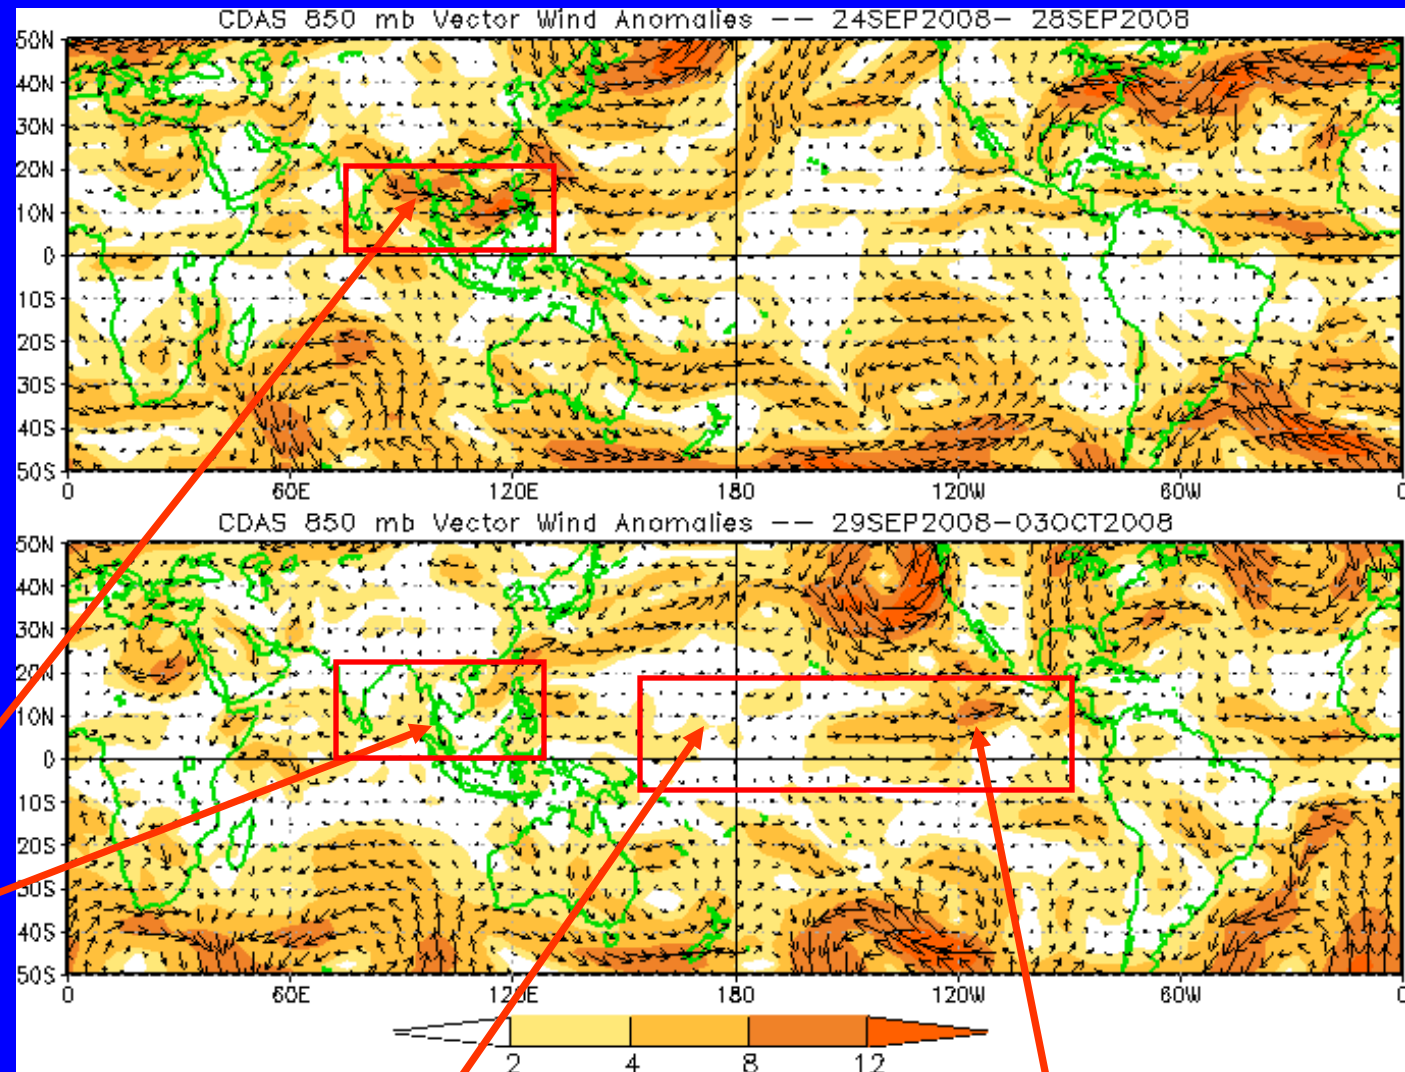 CDAS 850 mb Vector Wind Anomalies -- 24SEP2008- 28SEP2008
50N
40N
30N
20N
10N
0
10S
20S
30S
40S
50S
0 60E 120E 180 120W 60W 0
CDAS 850 mb Vector Wind Anomalies -- 29SEP2008-03OCT2008
50N
40N
30N
20N
10N
0
10S
20S
30S
40S
50S
0 60E 120E 180 120W 60W 0
2 4 8 12